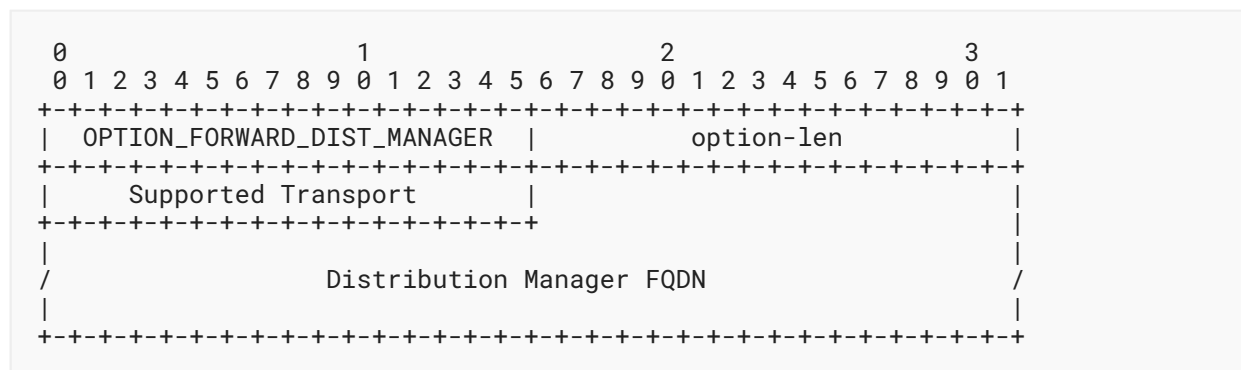 0                   1                   2                   3
 0 1 2 3 4 5 6 7 8 9 0 1 2 3 4 5 6 7 8 9 0 1 2 3 4 5 6 7 8 9 0 1
+-+-+-+-+-+-+-+-+-+-+-+-+-+-+-+-+-+-+-+-+-+-+-+-+-+-+-+-+-+-+-+-+
|  OPTION_FORWARD_DIST_MANAGER  |          option-len           |
+-+-+-+-+-+-+-+-+-+-+-+-+-+-+-+-+-+-+-+-+-+-+-+-+-+-+-+-+-+-+-+-+
|     Supported Transport       |                               |
+-+-+-+-+-+-+-+-+-+-+-+-+-+-+-+-+                               |
|                                                               |
/                  Distribution Manager FQDN                    /
|                                                               |
+-+-+-+-+-+-+-+-+-+-+-+-+-+-+-+-+-+-+-+-+-+-+-+-+-+-+-+-+-+-+-+-+